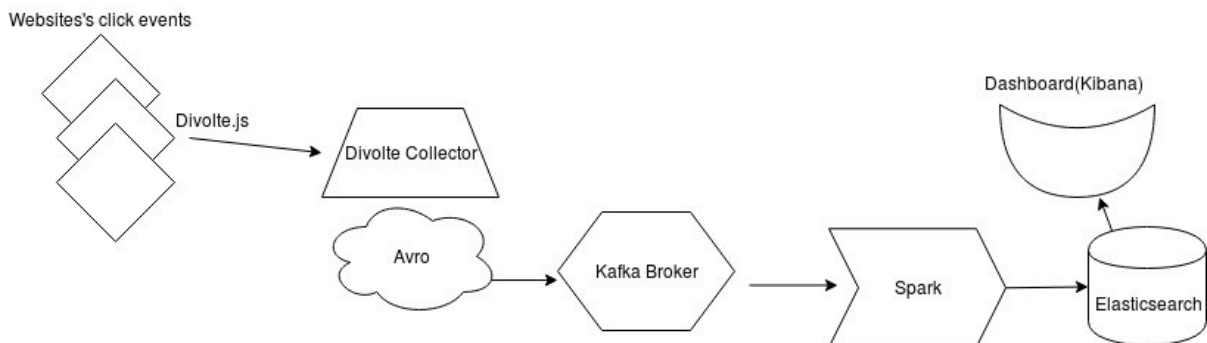 Websites's click events
Divolte.js
Divolte Collector
Avro
Kafka Broker
Spark
Dashboard(Kibana)
Elasticsearch